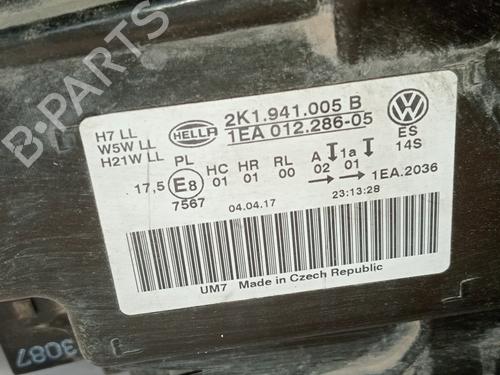 B-PARTS
H7 LL
W5W LL
H21W LL
HELLA
2K1.941.005 B
1EA 012.286-05
ES
14S
PL HC HR RL A 1a
17,5 E8 01 01 00 02 01 1EA.2036
7567
04.04.17 23:13:28
UM7 Made in Czech Republic
3087